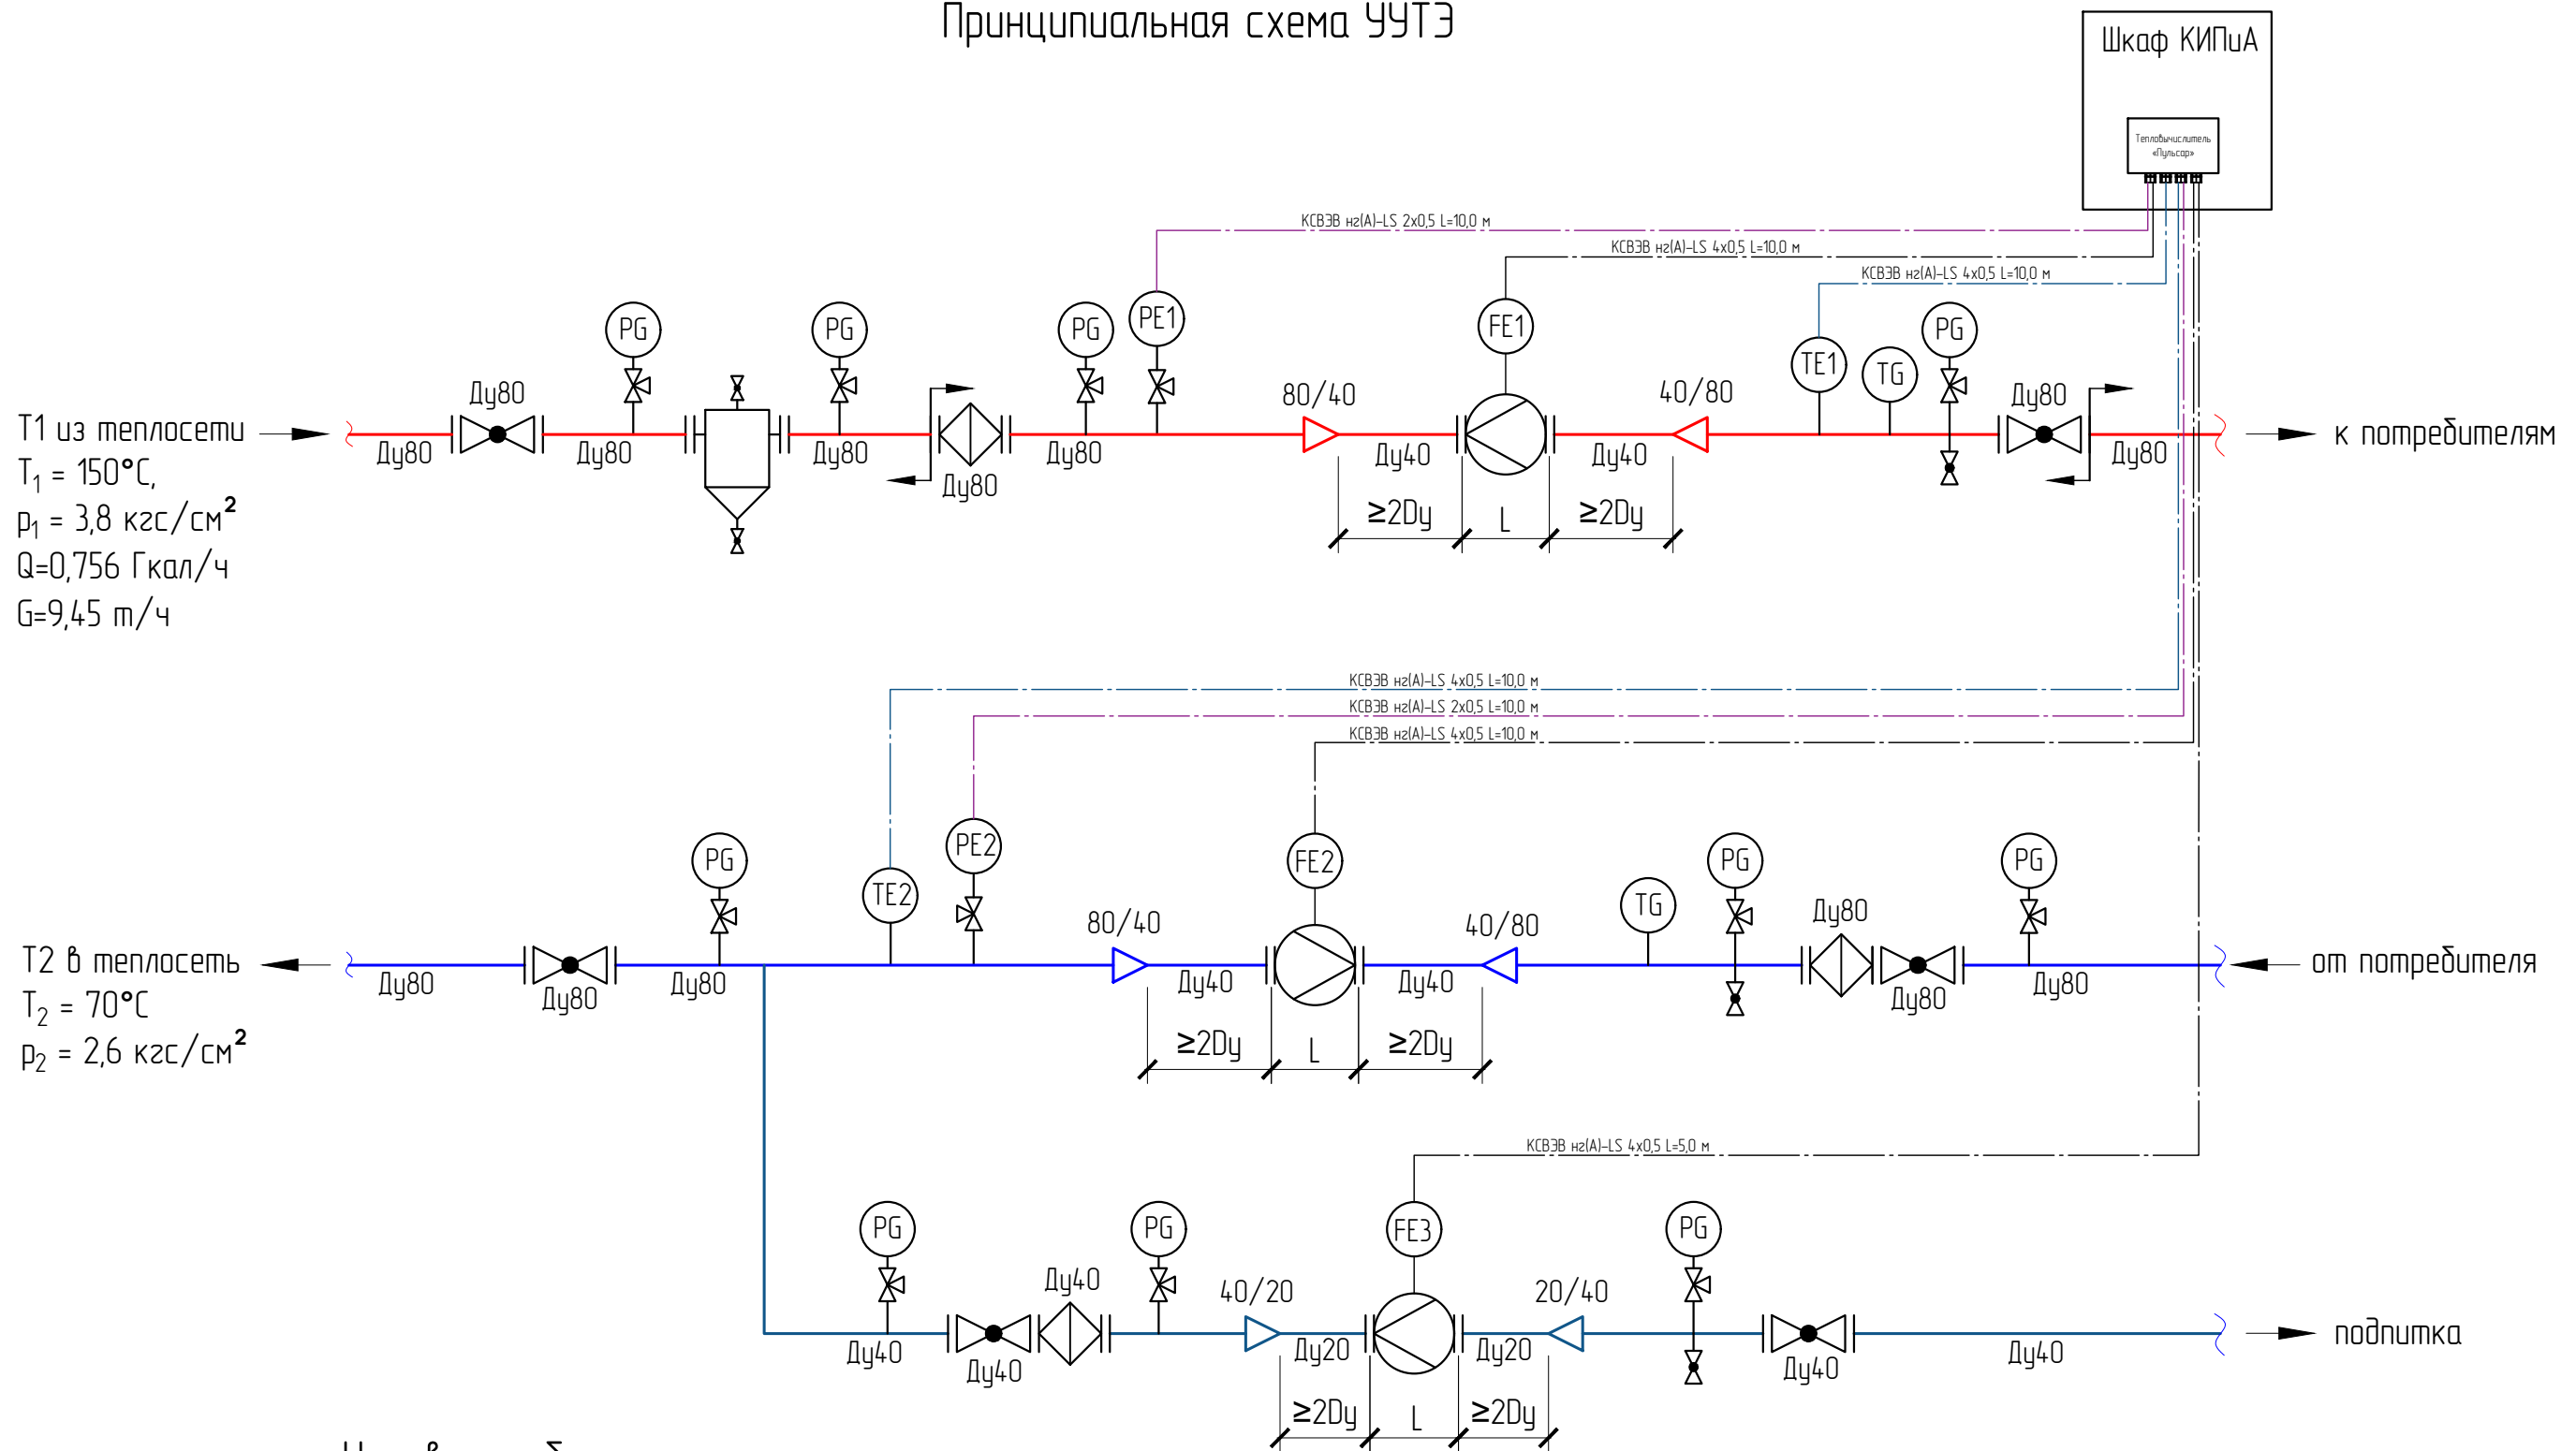 Принципиальная схема УУТЭ
Шкаф КИПиА
Тепловычислитель
«Пульсар»
КСВЭВ нг(А)-LS 2х0,5 L=10,0 м
КСВЭВ нг(А)-LS 4х0,5 L=10,0 м
КСВЭВ нг(А)-LS 4х0,5 L=10,0 м
PG
PG
PG
PE1
FE1
TE1
TG
PG
Ду80
80/40
40/80
Ду80
Т1 из теплосети
Ду80
Ду80
Ду80
Ду80
Ду80
Ду40
Ду40
Ду80
к потребителям
T1 = 150°C,
p1 = 3,8 кгс/см²
Q=0,756 Гкал/ч
G=9,45 т/ч
≥2Dy
L
≥2Dy
КСВЭВ нг(А)-LS 4х0,5 L=10,0 м
КСВЭВ нг(А)-LS 2х0,5 L=10,0 м
КСВЭВ нг(А)-LS 4х0,5 L=10,0 м
PG
TE2
PE2
FE2
TG
PG
PG
80/40
40/80
Ду80
Т2 в теплосеть
Ду80
Ду80
Ду80
Ду40
Ду40
Ду80
Ду80
от потребителя
T2 = 70°C
p2 = 2,6 кгс/см²
≥2Dy
L
≥2Dy
КСВЭВ нг(А)-LS 4х0,5 L=5,0 м
PG
PG
FE3
PG
Ду40
40/20
20/40
Ду40
Ду40
Ду20
Ду20
Ду40
Ду40
подпитка
≥2Dy
L
≥2Dy